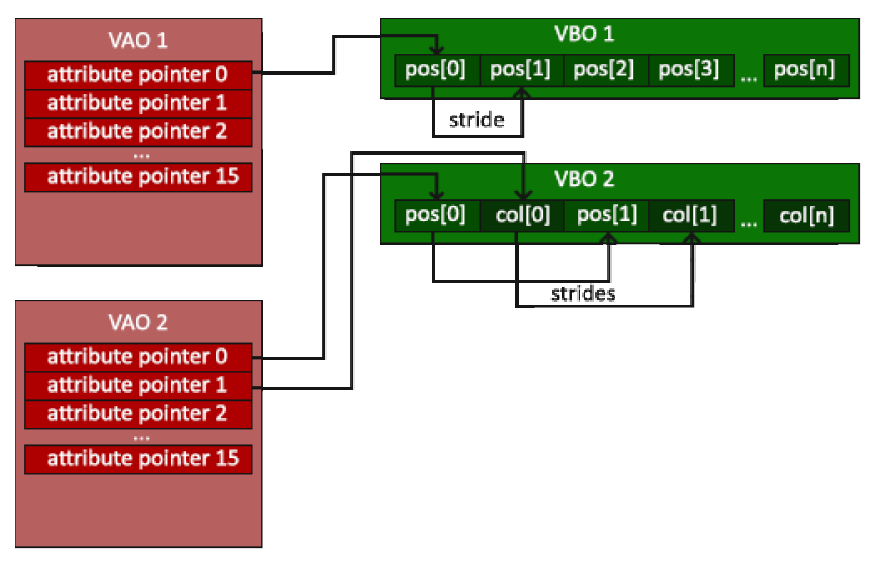 VAO 1
attribute pointer 0
attribute pointer 1
attribute pointer 2
...
attribute pointer 15
VBO 1
pos[0] pos[1] pos[2] pos[3] ... pos[n]
stride
VBO 2
pos[0] col[0] pos[1] col[1] ... col[n]
strides
VAO 2
attribute pointer 0
attribute pointer 1
attribute pointer 2
...
attribute pointer 15